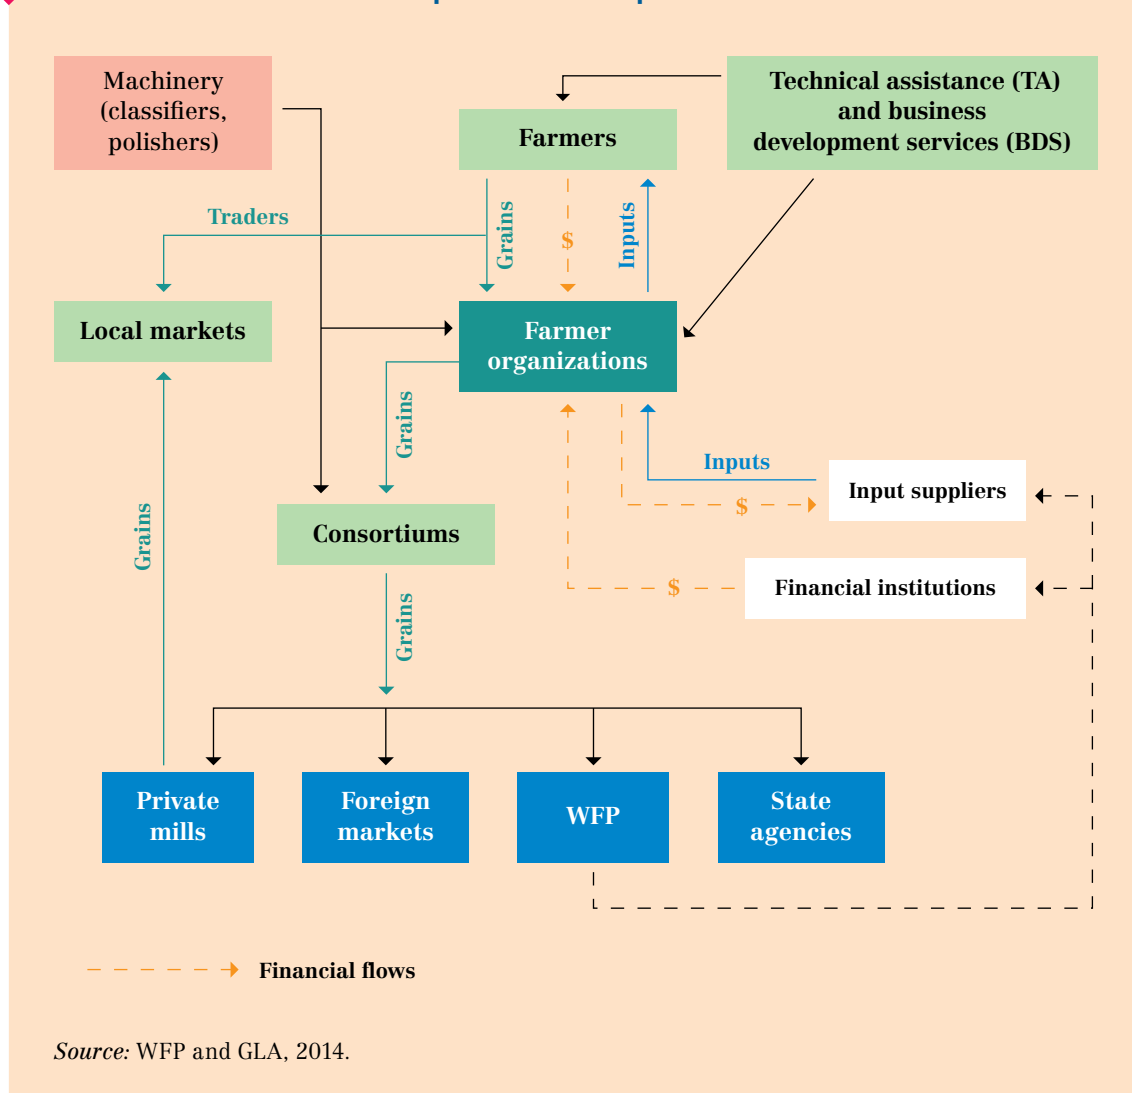 Machinery
(classifiers,
polishers)
Technical assistance (TA)
and business
development services (BDS)
Farmers
Traders
Grains
$
Inputs
Local markets
Farmer
organizations
Grains
Inputs
Input suppliers
$
Consortiums
Grains
Financial institutions
$
Grains
Private
mills
Foreign
markets
WFP
State
agencies
Financial flows
Source: WFP and GLA, 2014.